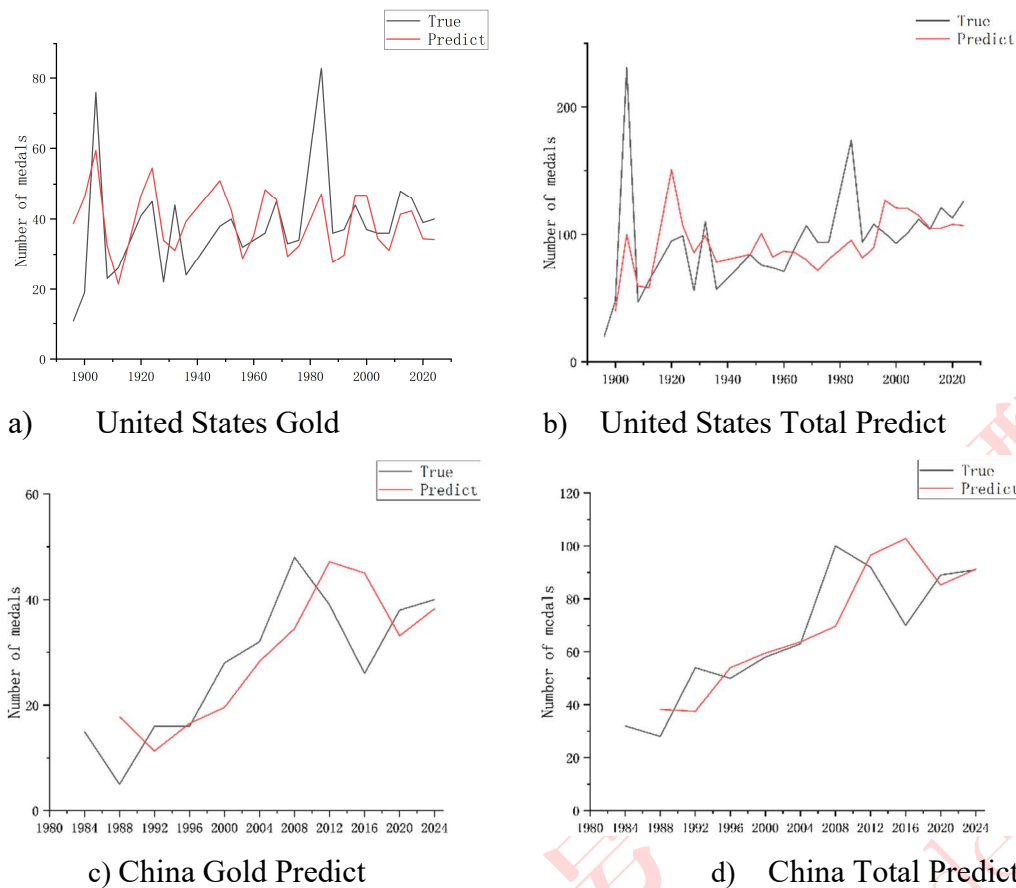 True
Predict
Number of medals
80
60
40
20
0
1900 1920 1940 1960 1980 2000 2020
a) United States Gold
True
Predict
Number of medals
200
100
0
1900 1920 1940 1960 1980 2000 2020
b) United States Total Predict
True
Predict
Number of medals
60
40
20
0
1980 1984 1988 1992 1996 2000 2004 2008 2012 2016 2020 2024
c) China Gold Predict
True
Predict
Number of medals
120
100
80
60
40
20
0
1980 1984 1988 1992 1996 2000 2004 2008 2012 2016 2020 2024
d) China Total Predict